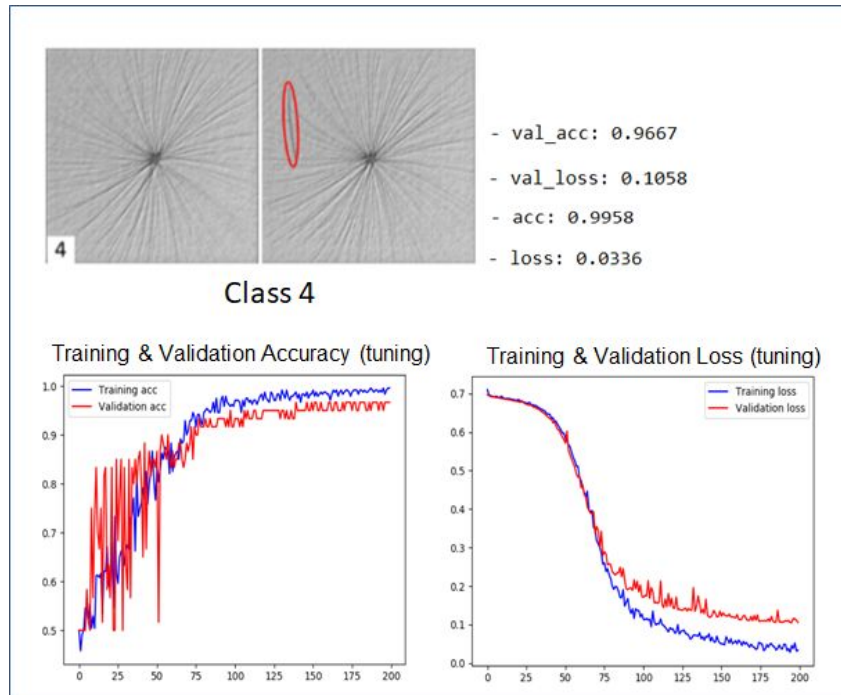 4
- val_acc: 0.9667
- val_loss: 0.1058
- acc: 0.9958
- loss: 0.0336
Class 4
Training & Validation Accuracy (tuning)
1.0
0.9
0.8
0.7
0.6
0.5
Training acc
Validation acc
0 25 50 75 100 125 150 175 200
Training & Validation Loss (tuning)
0.7
0.6
0.5
0.4
0.3
0.2
0.1
0.0
Training loss
Validation loss
0 25 50 75 100 125 150 175 200